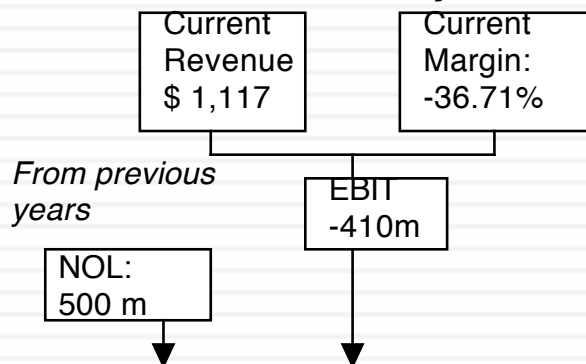 Current
Revenue
$ 1,117
Current
Margin:
-36.71%
From previous
years
EBIT
-410m
NOL:
500 m